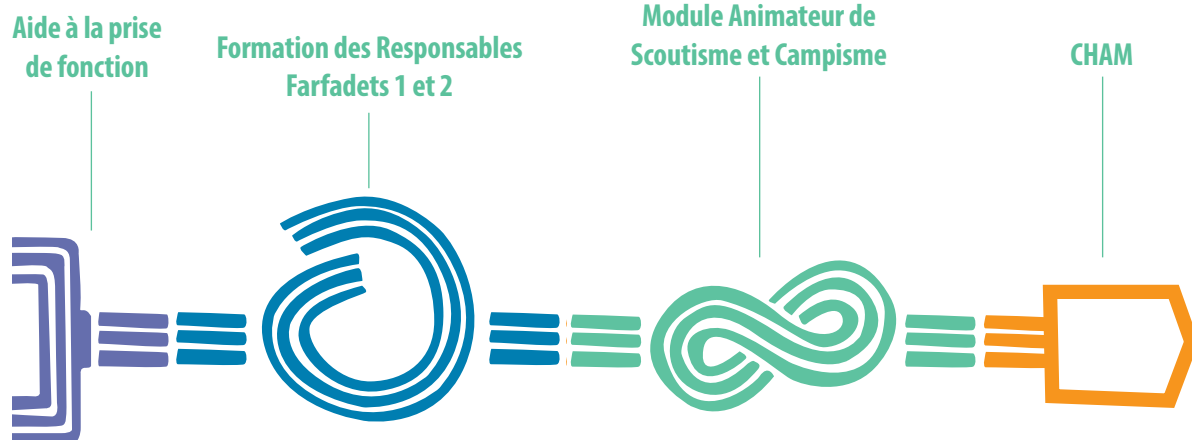 Aide à la prise
de fonction
Formation des Responsables
Farfadets 1 et 2
Module Animateur de
Scoutisme et Campisme
CHAM